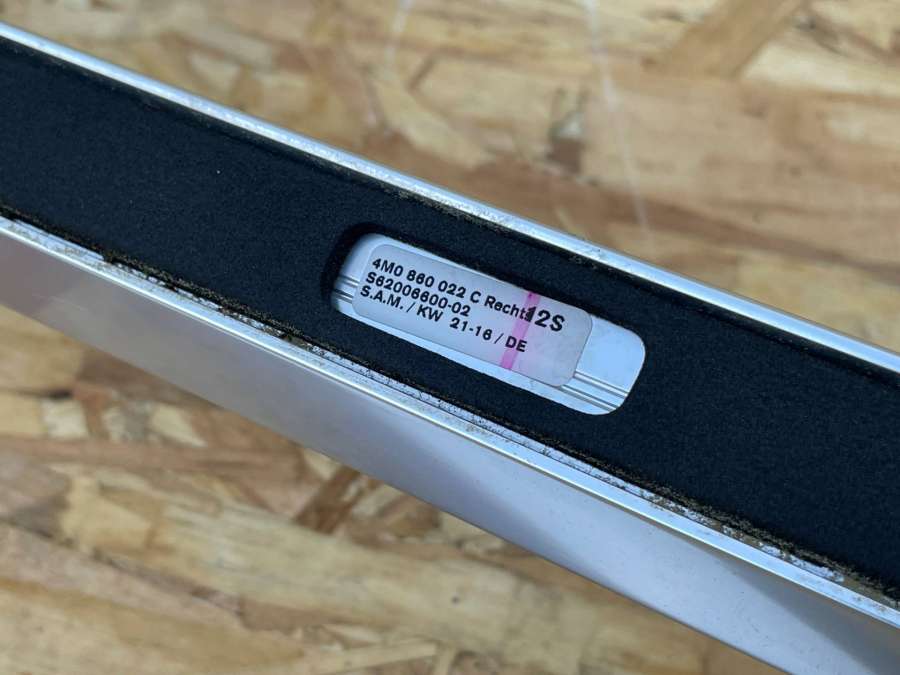 4M0 860 022 C Rechts 12S
S62006600-02
S.A.M. / KW 21-16 / DE